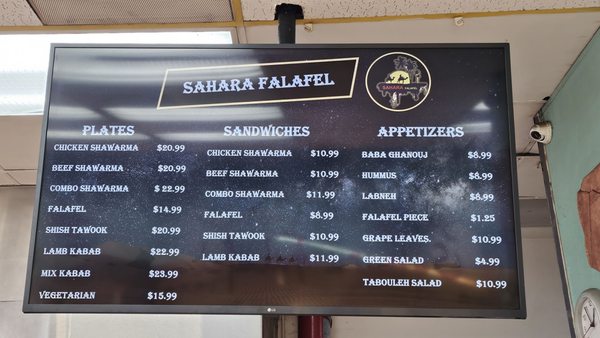 SAHARA FALAFEL
SAHARA FALAFEL
PLATES
CHICKEN SHAWARMA $20.99
BEEF SHAWARMA $20.99
COMBO SHAWARMA $ 22.99
FALAFEL $14.99
SHISH TAWOOK $20.99
LAMB KABAB $22.99
MIX KABAB $23.99
VEGETARIAN $15.99
SANDWICHES
CHICKEN SHAWARMA $10.99
BEEF SHAWARMA $10.99
COMBO SHAWARMA $11.99
FALAFEL $8.99
SHISH TAWOOK $10.99
LAMB KABAB $11.99
APPETIZERS
BABA GHANOUJ $8.99
HUMMUS $8.99
LABNEH $8.99
FALAFEL PIECE $1.25
GRAPE LEAVES. $10.99
GREEN SALAD $4.99
TABOULEH SALAD $10.99
LG